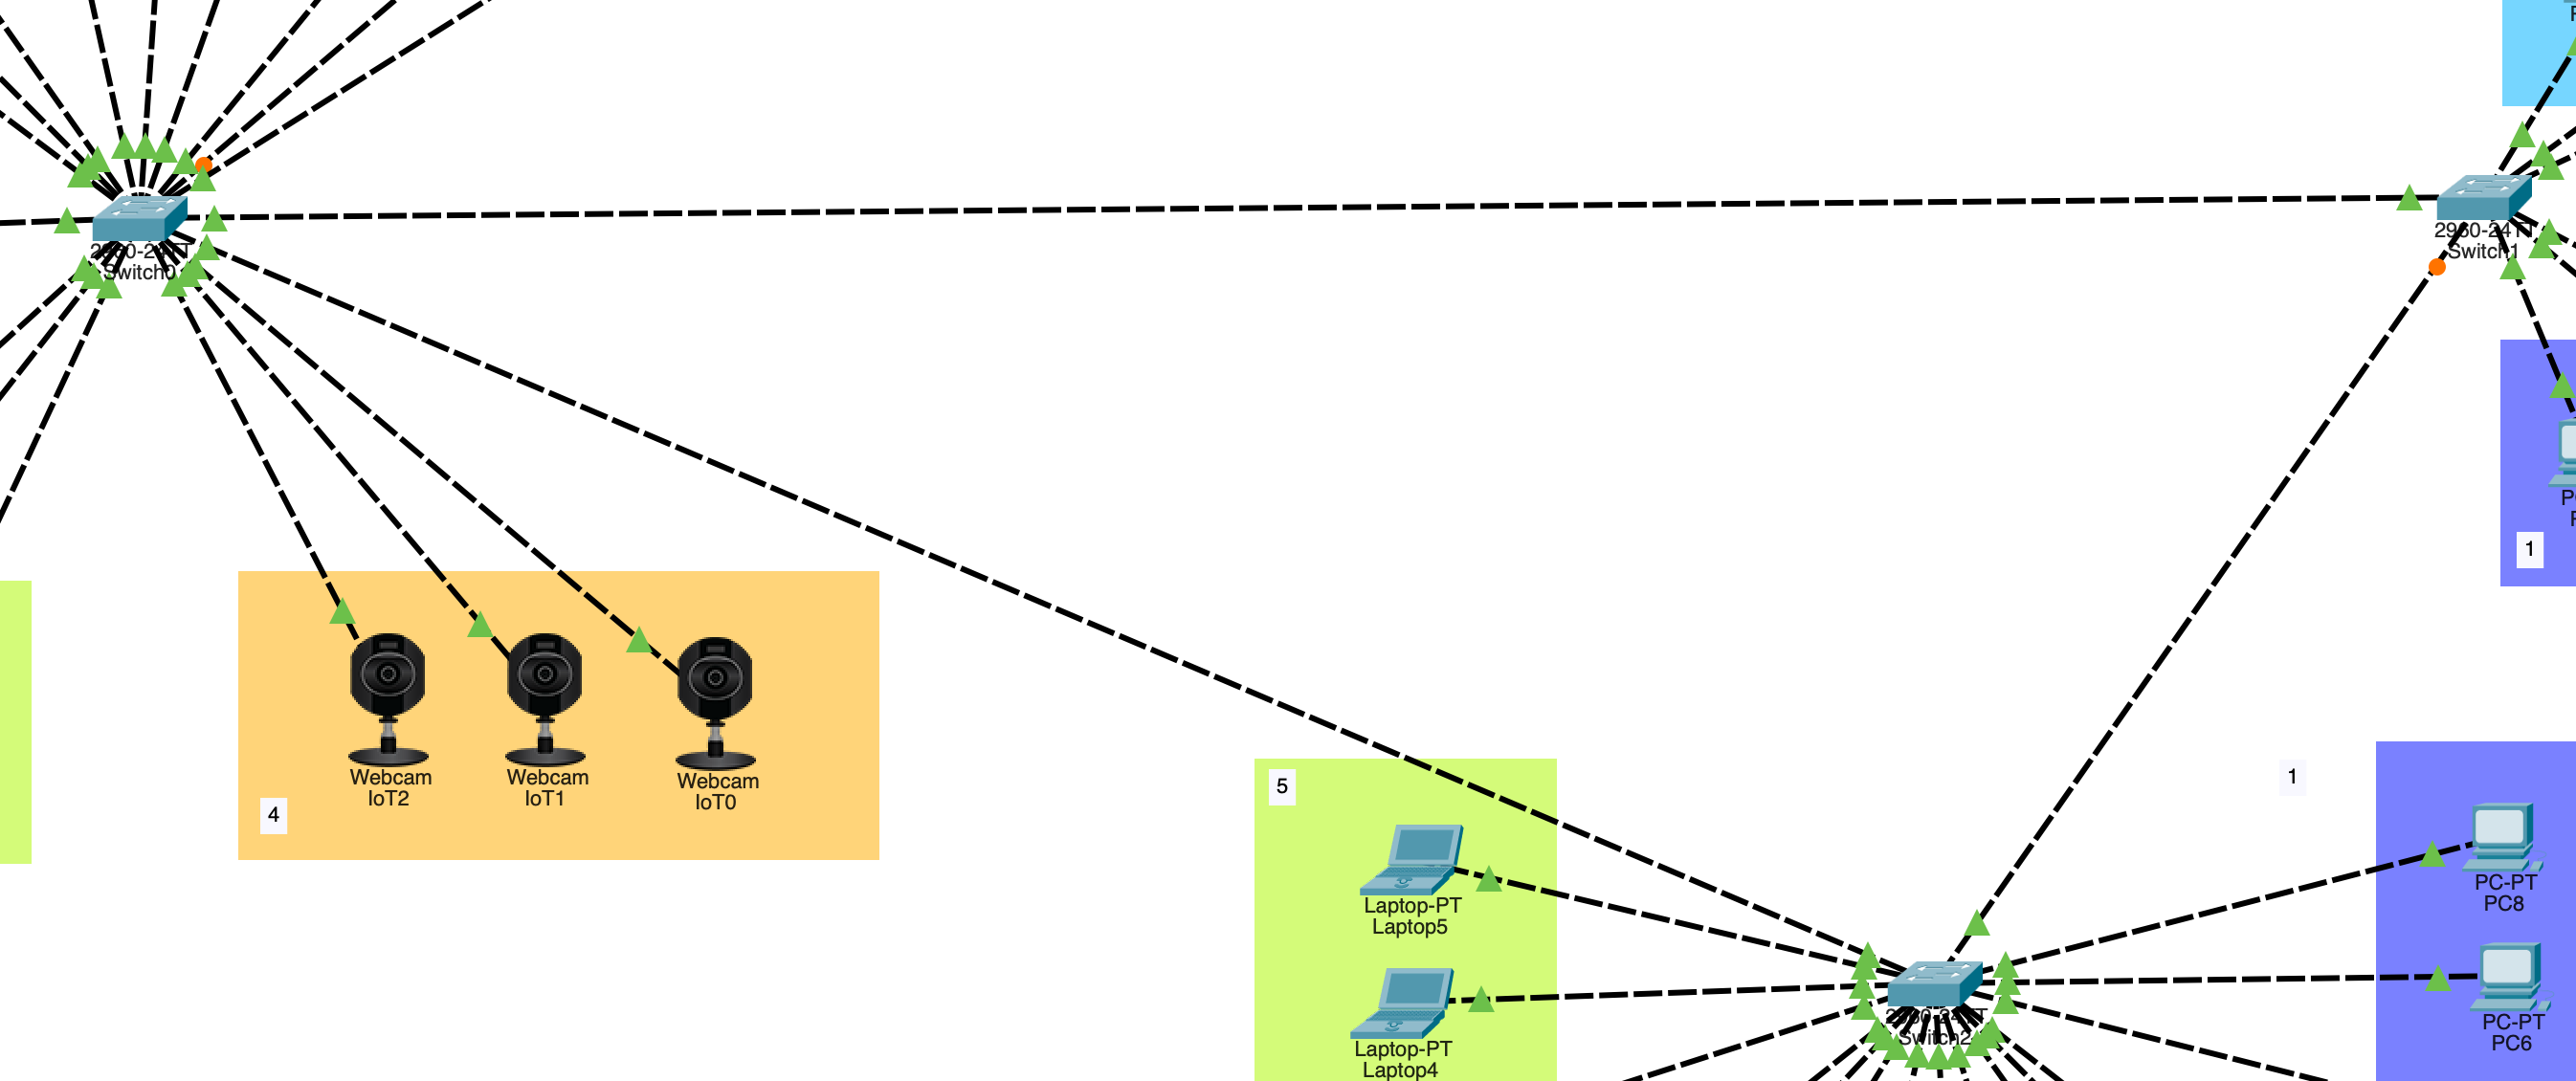 2960-24TT
Switch0
2960-24TT
Switch1
1
Webcam
IoT2
Webcam
IoT1
Webcam
IoT0
4
5
1
Laptop-PT
Laptop5
PC-PT
PC8
Laptop-PT
Laptop4
2960-24TT
Switch2
PC-PT
PC6